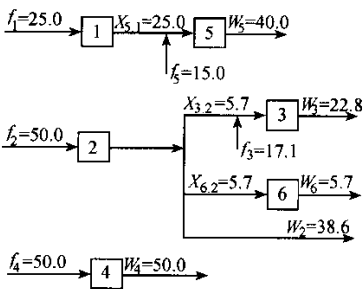 f₁=25.0 1 X₅.₁=25.0 5 W₅=40.0
f₅=15.0
X₃.₂=5.7 3 W₃=22.8
f₂=50.0 2 f₃=17.1
X₆.₂=5.7 6 W₆=5.7
W₂=38.6
f₄=50.0 4 W₄=50.0